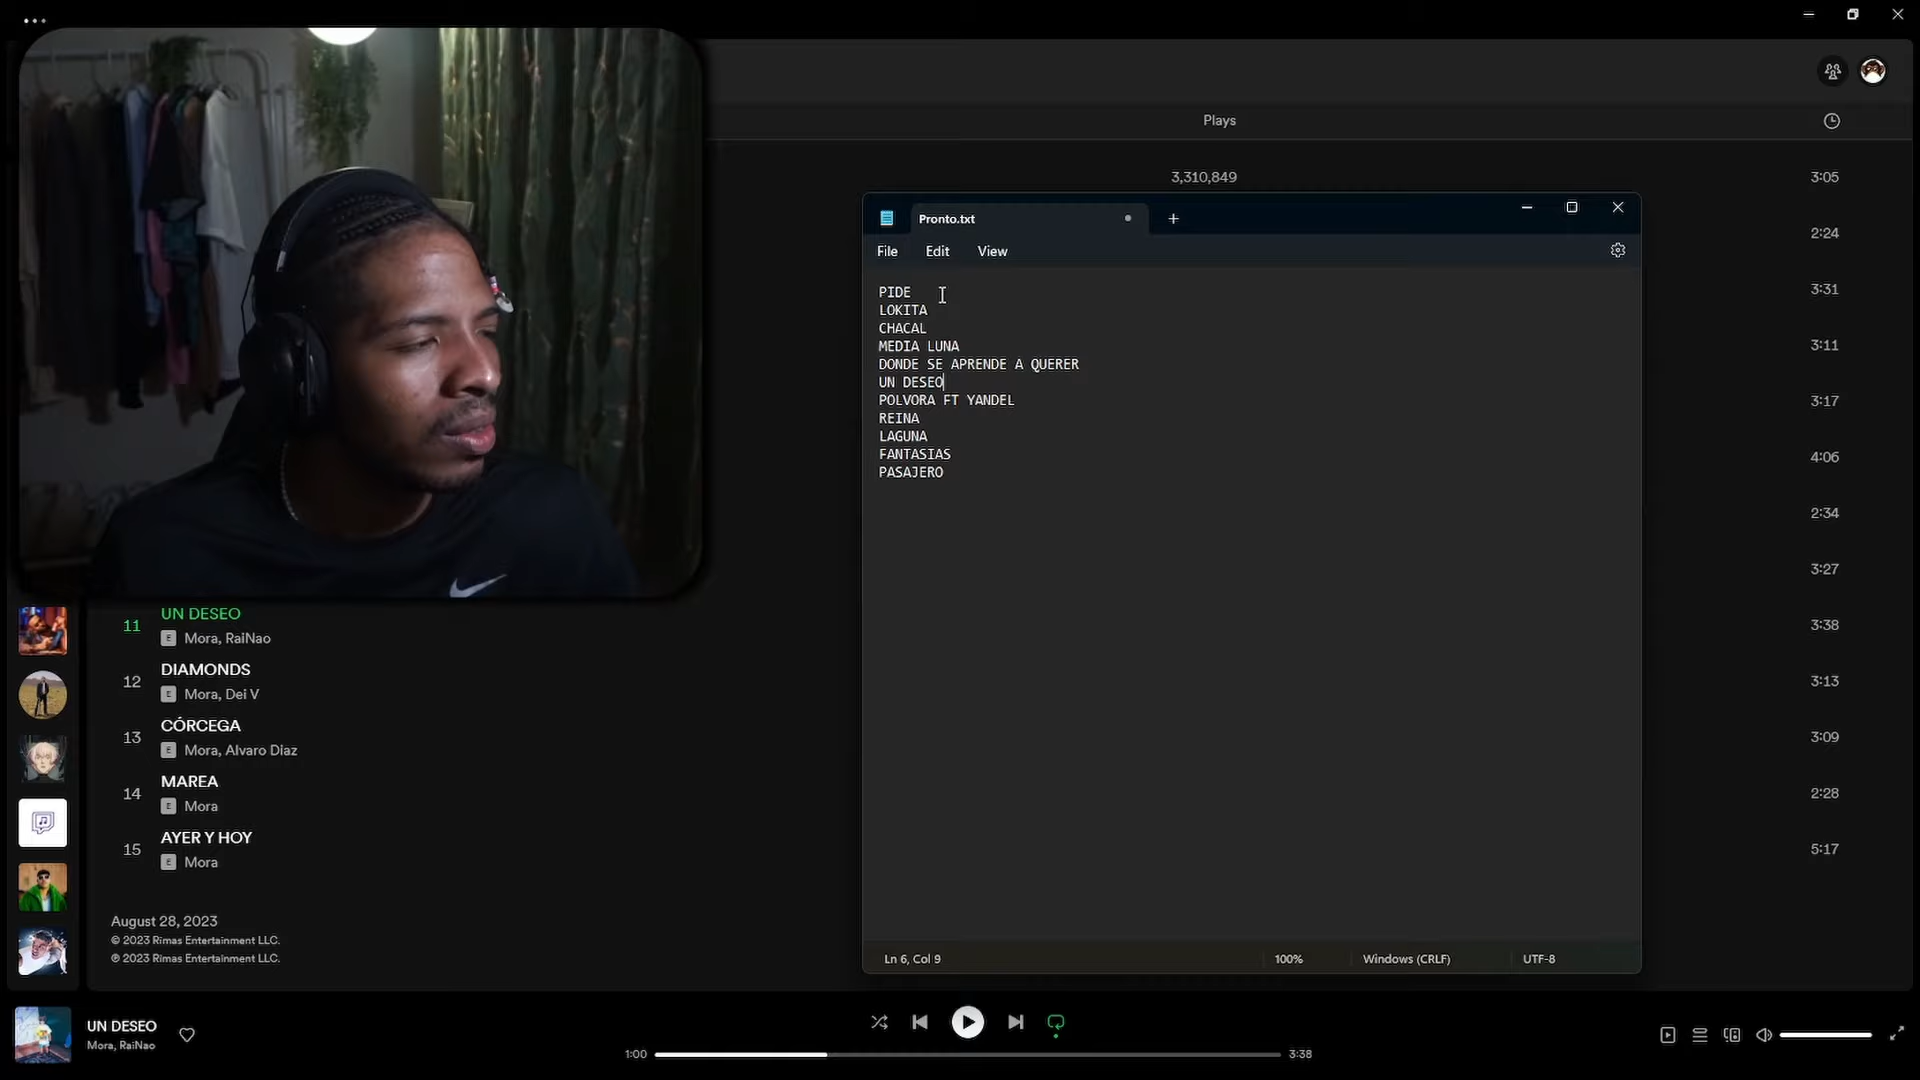 Plays
3,310,849
3:05
2:24
3:31
3:11
3:17
4:06
2:34
3:27
Pronto.txt
File Edit View
PIDE
LOKITA
CHACAL
MEDIA LUNA
DONDE SE APRENDE A QUERER
UN DESEO
POLVORA FT YANDEL
REINA
LAGUNA
FANTASIAS
PASAJERO
Ln 6, Col 9 100% Windows (CRLF) UTF-8
11 UN DESEO 3:38
E Mora, RaiNao
12 DIAMONDS 3:13
E Mora, Dei V
13 CÓRCEGA 3:09
E Mora, Alvaro Diaz
14 MAREA 2:28
E Mora
15 AYER Y HOY 5:17
E Mora
August 28, 2023
© 2023 Rimas Entertainment LLC.
℗ 2023 Rimas Entertainment LLC.
UN DESEO
Mora, RaiNao
1:00 3:38